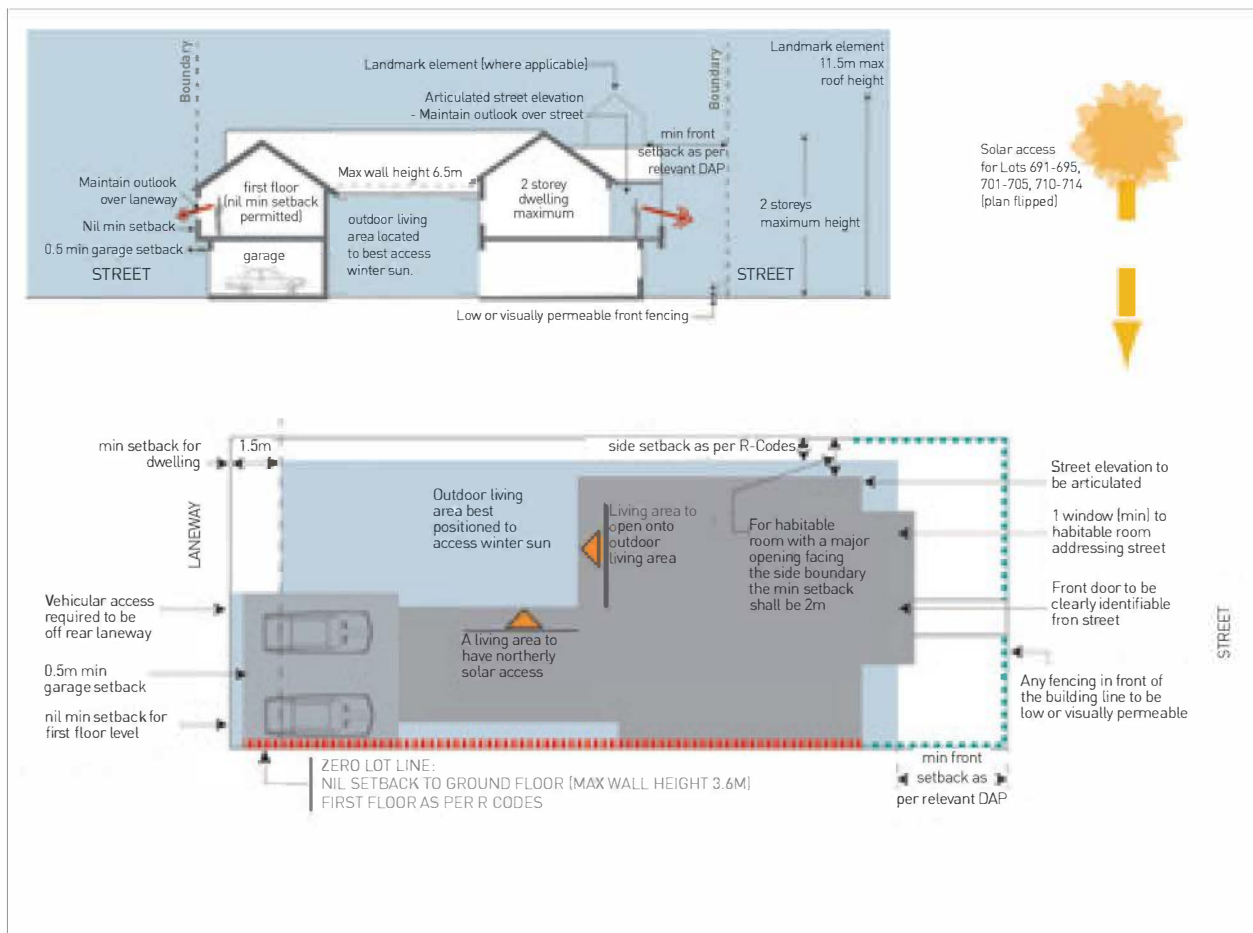 Boundary
Landmark element (where applicable)
Articulated street elevation
- Maintain outlook over street
Boundary
Landmark element
11.5m max
roof height
min front
setback as per
relevant DAP
Max wall height 6.5m
Maintain outlook
over laneway
first floor
(nil min setback
permitted)
2 storey
dwelling
maximum
2 storeys
maximum height
Nil min setback
outdoor living
area located
to best access
winter sun.
0.5 min garage setback
garage
STREET
STREET
Low or visually permeable front fencing
Solar access
for Lots 691-695,
701-705, 710-714
(plan flipped)
min setback for
dwelling
1.5m
side setback as per R-Codes
LANEWAY
Outdoor living
area best
positioned to
access winter sun
Living area to
open onto
outdoor
living area
For habitable
room with a major
opening facing
the side boundary
the min setback
shall be 2m
Street elevation to
be articulated
1 window (min) to
habitable room
addressing street
Front door to be
clearly identifiable
fron street
STREET
Any fencing in front of
the building line to be
low or visually permeable
Vehicular access
required to be
off rear laneway
A living area to
have northerly
solar access
0.5m min
garage setback
nil min setback for
first floor level
ZERO LOT LINE:
NIL SETBACK TO GROUND FLOOR (MAX WALL HEIGHT 3.6M)
FIRST FLOOR AS PER R CODES
min front
setback as
per relevant DAP